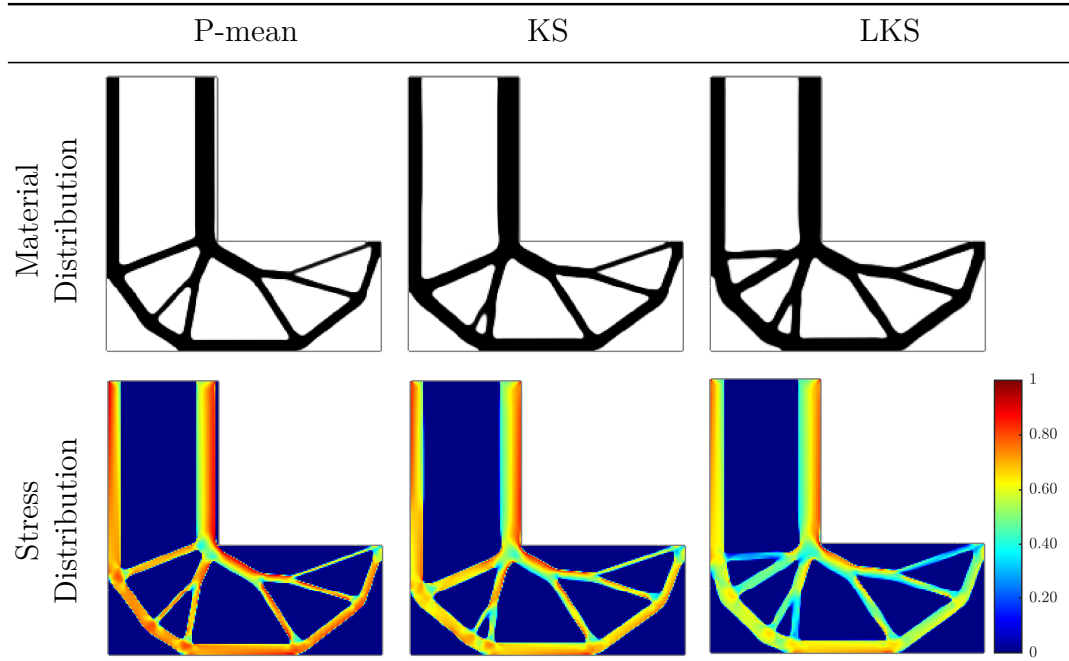 P-mean KS LKS
Material
Distribution
Stress
Distribution
1
0.80
0.60
0.40
0.20
0